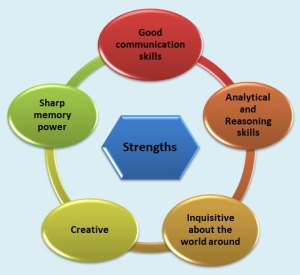 Good
communication
skills
Analytical
and
Reasoning
skills
Inquisitive
about the
world around
Creative
Sharp
memory
power
Strengths